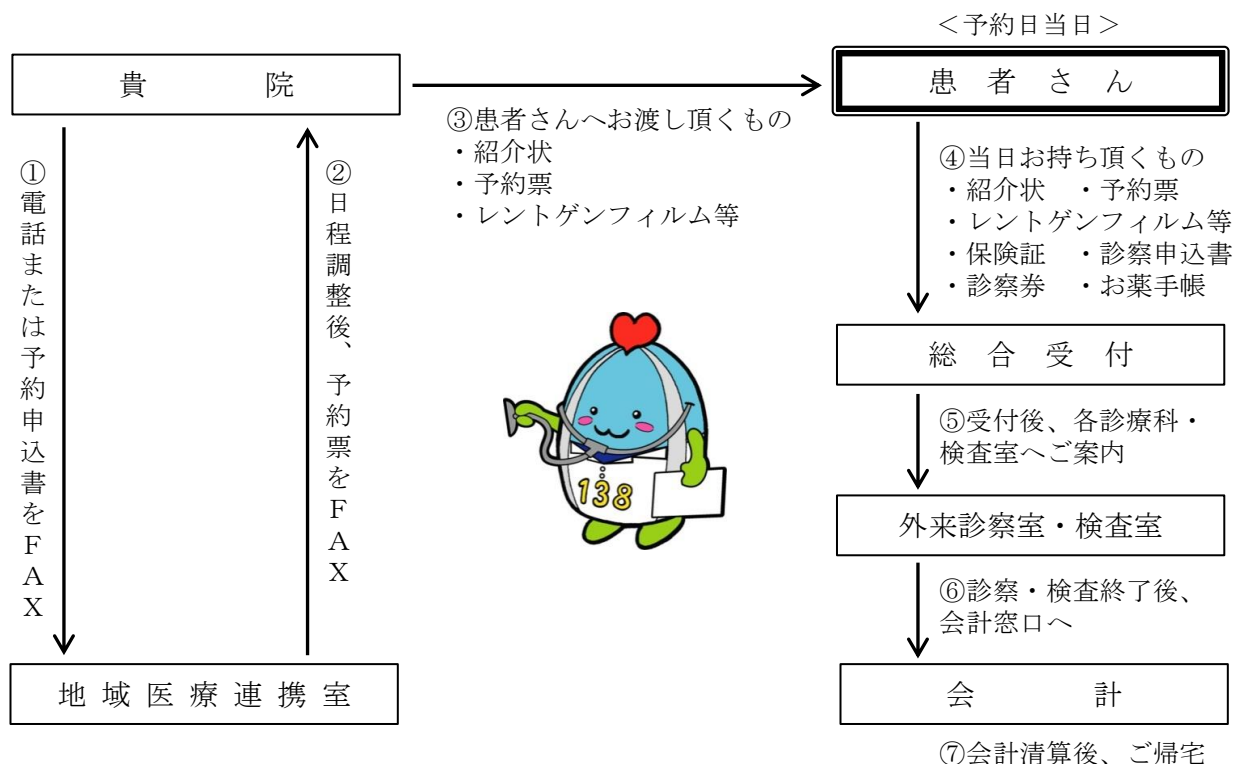 ＜予約日当日＞
貴　　　　院
患　者　さ　ん
③患者さんへお渡し頂くもの
・紹介状
・予約票
・レントゲンフィルム等
①電話または予約申込書をＦＡＸ
②日程調整後、予約票をＦＡＸ
④当日お持ち頂くもの
・紹介状　・予約票
・レントゲンフィルム等
・保険証　・診察申込書
・診察券　・お薬手帳
総　合　受　付
⑤受付後、各診療科・
検査室へご案内
138
外来診察室・検査室
⑥診察・検査終了後、
会計窓口へ
地 域 医 療 連 携 室
会　　　　計
⑦会計清算後、ご帰宅